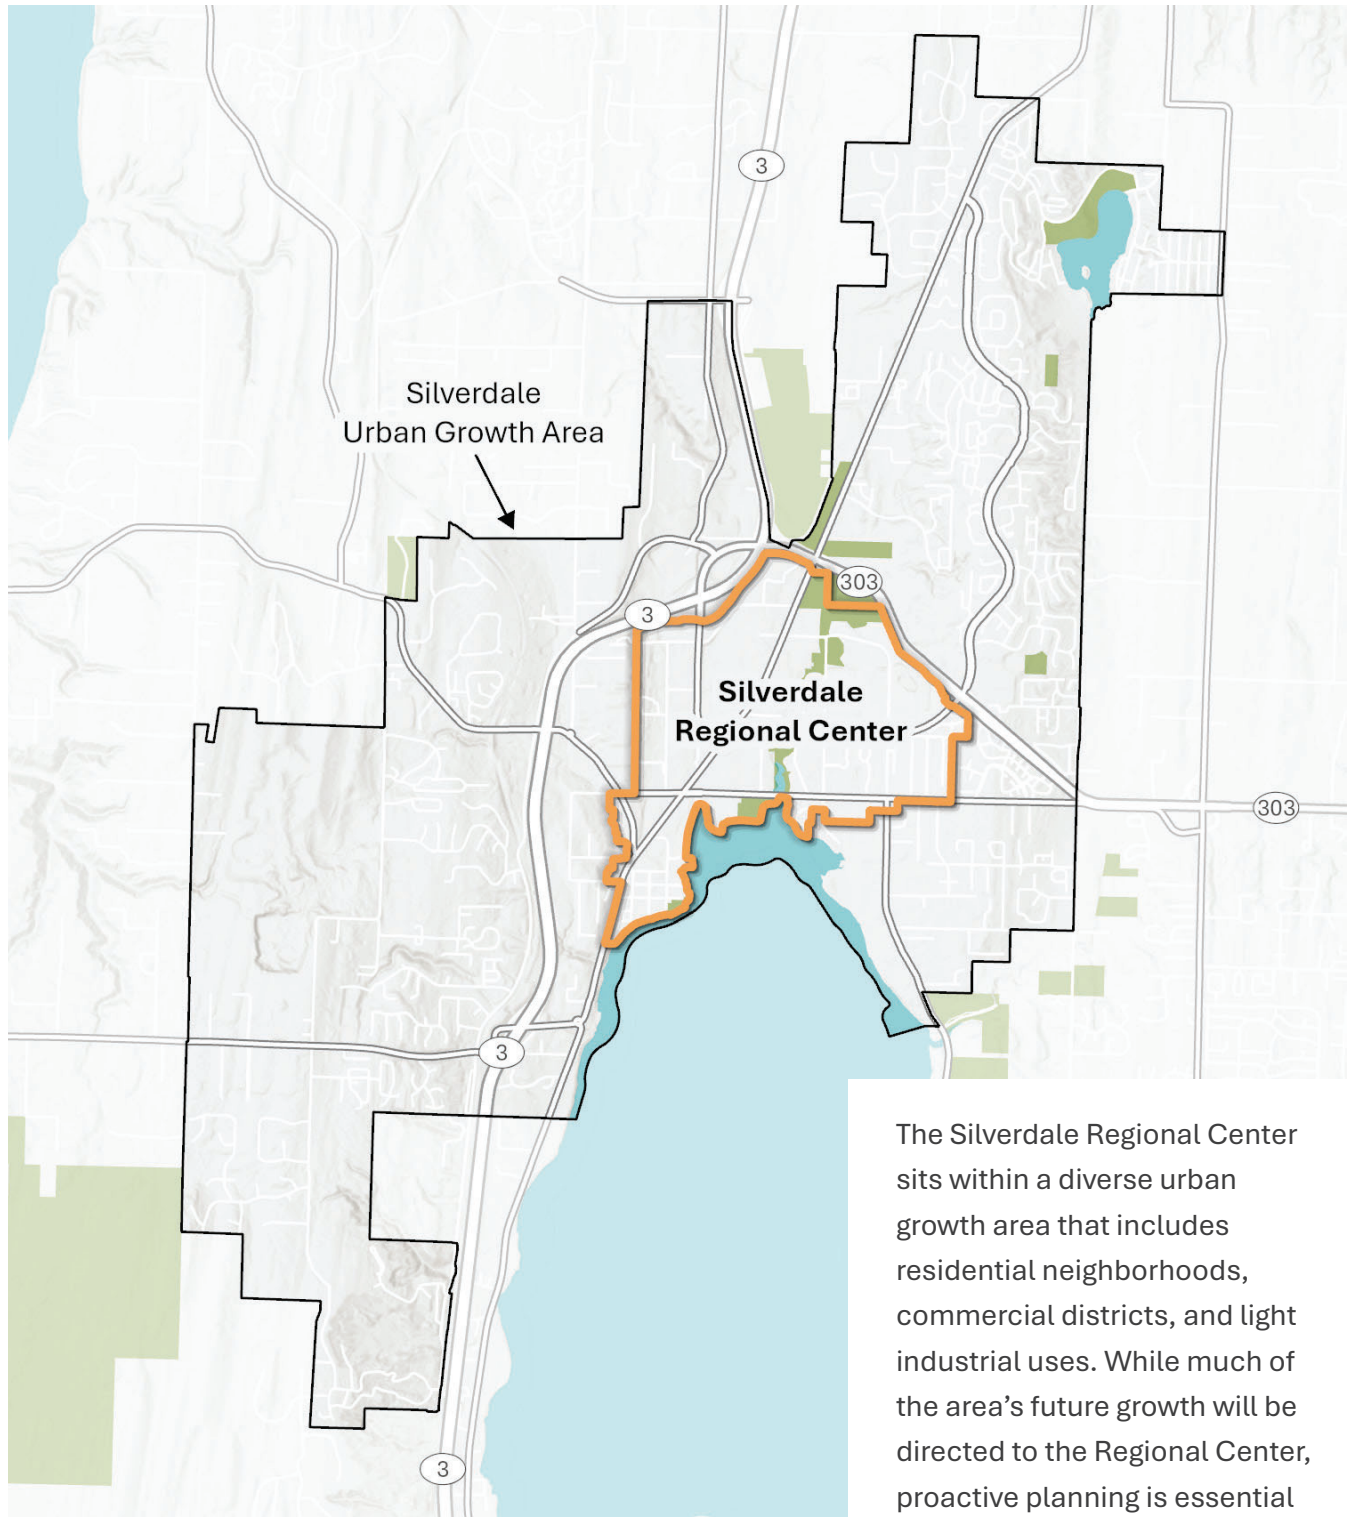 3
Silverdale
Urban Growth Area
303
3
Silverdale
Regional Center
303
3
The Silverdale Regional Center
sits within a diverse urban
growth area that includes
residential neighborhoods,
commercial districts, and light
industrial uses. While much of
the area’s future growth will be
directed to the Regional Center,
proactive planning is essential
3